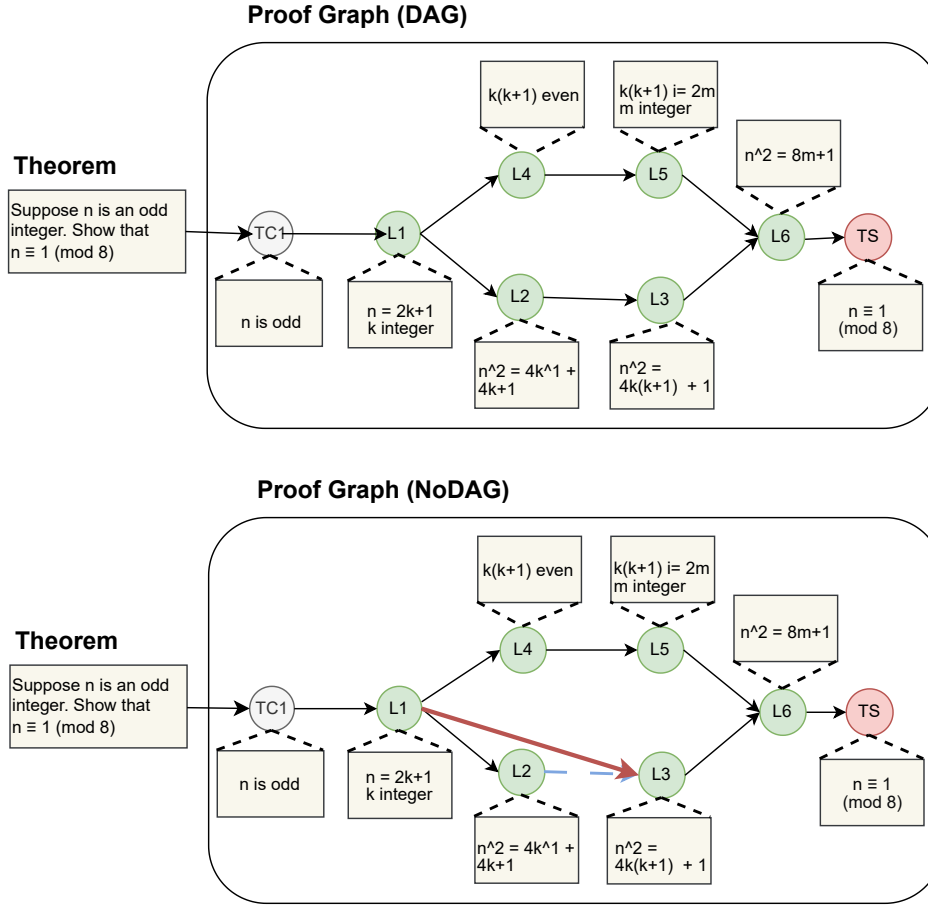 Proof Graph (DAG)
k(k+1) even
k(k+1) i= 2m
m integer
n^2 = 8m+1
Theorem
Suppose n is an odd
integer. Show that
n ≡ 1 (mod 8)
L4
L5
TC1
L1
L6
TS
n is odd
n = 2k+1
k integer
L2
L3
n ≡ 1
(mod 8)
n^2 = 4k^1 +
4k+1
n^2 =
4k(k+1) + 1
Proof Graph (NoDAG)
k(k+1) even
k(k+1) i= 2m
m integer
n^2 = 8m+1
Theorem
Suppose n is an odd
integer. Show that
n ≡ 1 (mod 8)
L4
L5
TC1
L1
L6
TS
n is odd
n = 2k+1
k integer
L2
L3
n ≡ 1
(mod 8)
n^2 = 4k^1 +
4k+1
n^2 =
4k(k+1) + 1